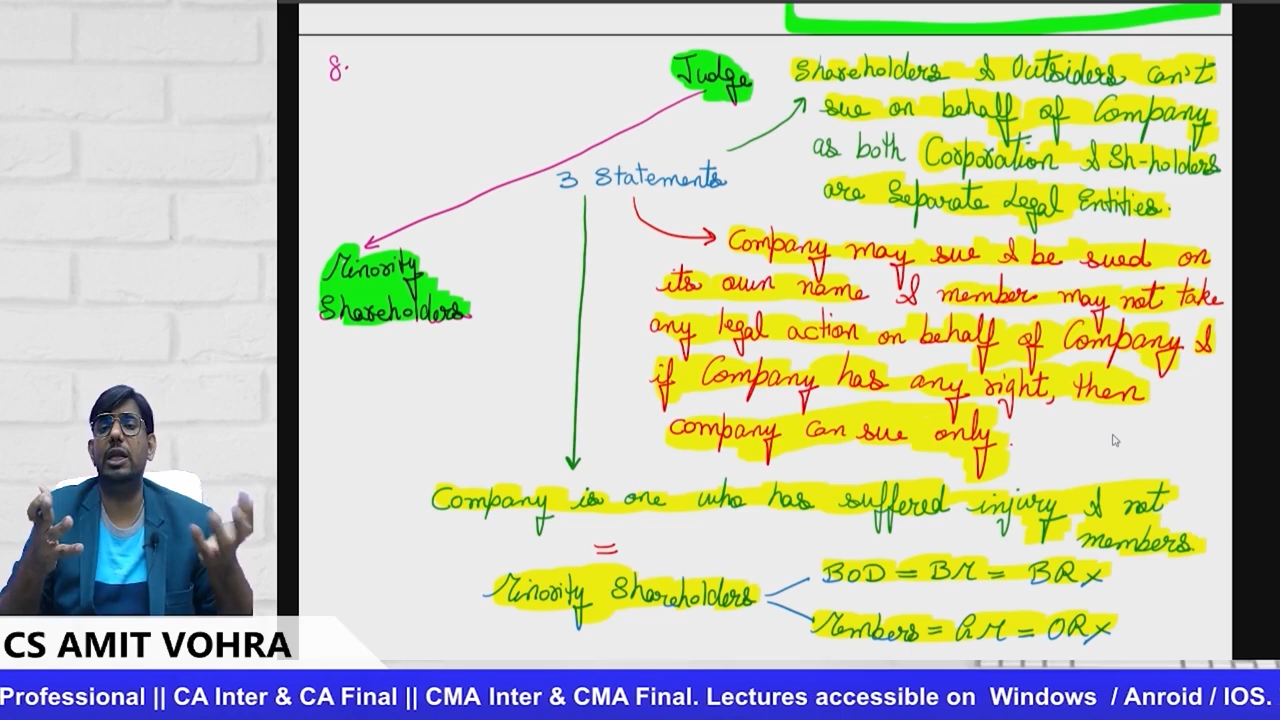 8.
Judge
3 Statements
Shareholders & Outsiders can't
sue on behalf of Company
as both Corporation & Sh-holders
are Separate Legal Entities.
Minority
Shareholders
Company may sue & be sued on
its own name & member may not take
any legal action on behalf of Company &
if Company has any right, then
company can sue only.
Company is one who has suffered injury & not
members.
=
Minority Shareholders
BOD = BM = BR x
Members = GM = OR x
CS AMIT VOHRA
Professional || CA Inter & CA Final || CMA Inter & CMA Final. Lectures accessible on Windows / Anroid / IOS.